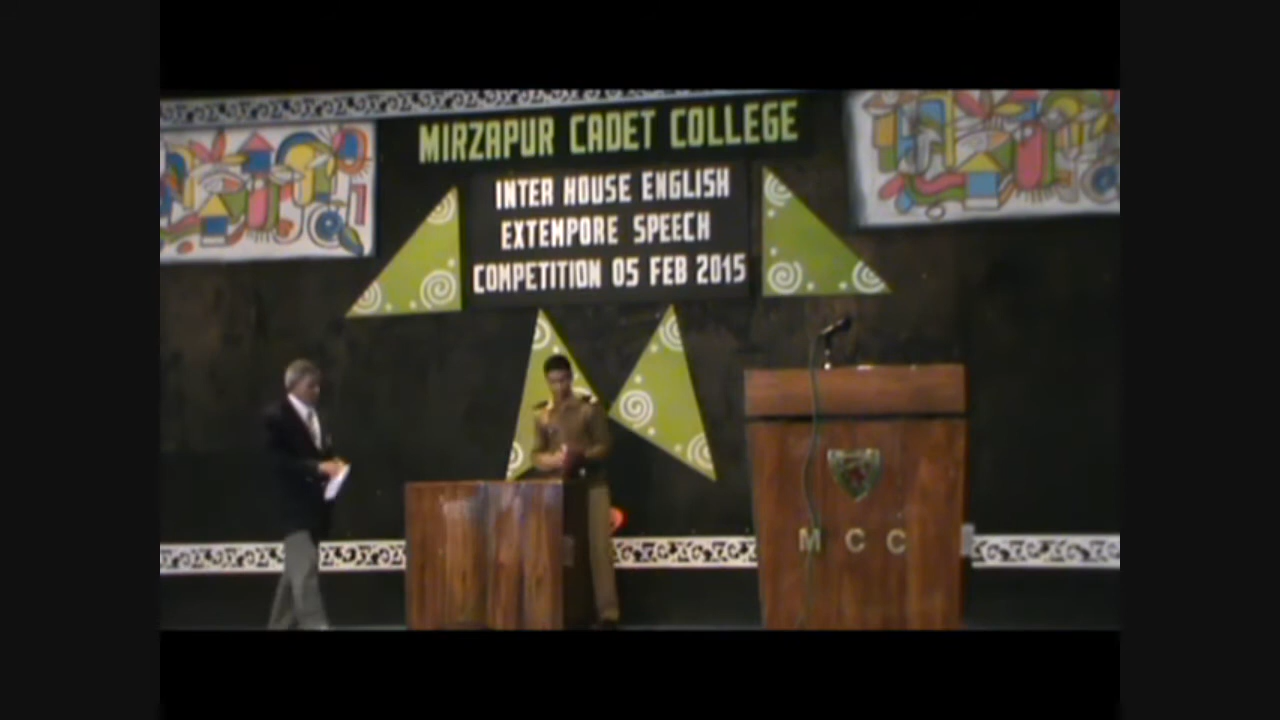 MIRZAPUR CADET COLLEGE
INTER HOUSE ENGLISH
EXTEMPORE SPEECH
COMPETITION 05 FEB 2015
M C C